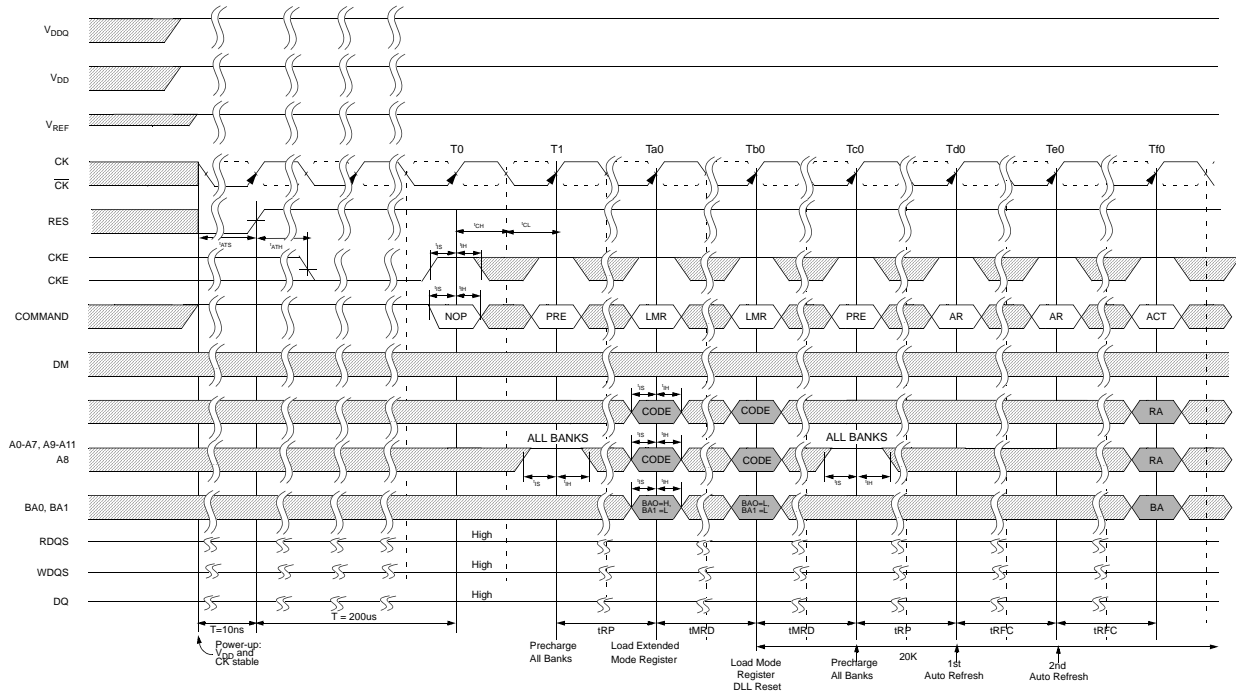 VDDQ
VDD
VREF
T0 T1 Ta0 Tb0 Tc0 Td0 Te0 Tf0
CK
CK
RES
tCH tCL
tATS tATH
CKE
tIS tIH
CKE
tIS tIH
COMMAND NOP PRE LMR LMR PRE AR AR ACT
DM
tIS tIH
CODE CODE RA
ALL BANKS tIS tIH ALL BANKS
A0-A7, A9-A11
A8 CODE CODE RA
tIS tIH tIS tIH tIS tIH
BA0, BA1 BAO=H, BA1 =L BAO=L, BA1 =L BA
RDQS High
WDQS High
DQ High
T=10ns T = 200us
tRP tMRD tMRD tRP tRFC tRFC
Power-up:
VDD and
CK stable
Precharge
All Banks
Load Extended
Mode Register
20K
Load Mode
Register
DLL Reset
Precharge
All Banks
1st
Auto Refresh
2nd
Auto Refresh